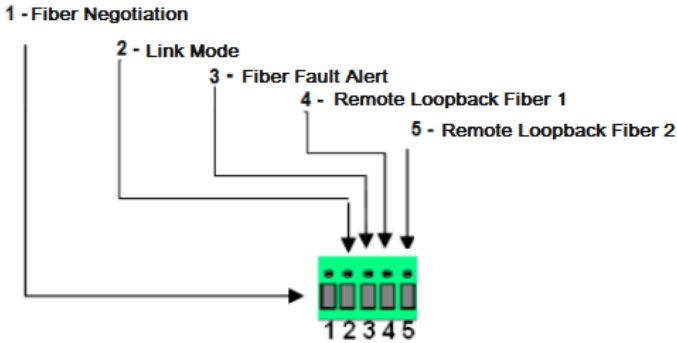 1 - Fiber Negotiation
2 - Link Mode
3 - Fiber Fault Alert
4 - Remote Loopback Fiber 1
5 - Remote Loopback Fiber 2
1 2 3 4 5